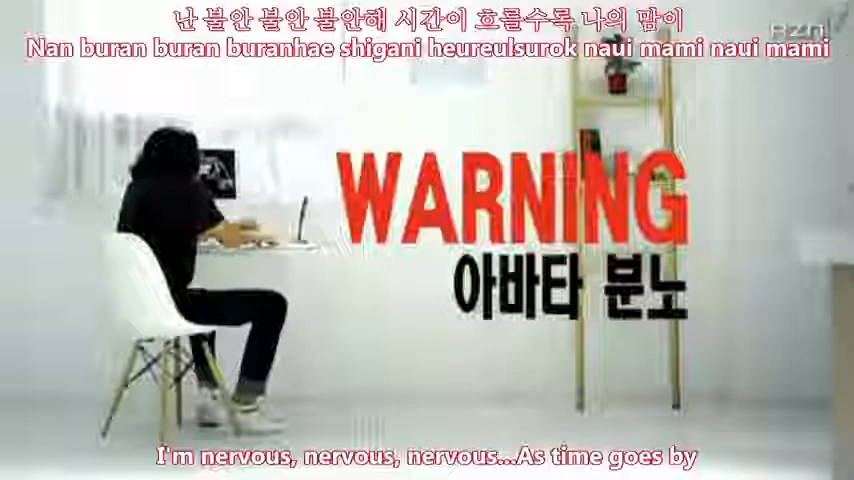 난 불안 불안 불안해 시간이 흐를수록 나의 맘이
RZn!
Nan buran buran buranhae shigani heureulsurok naui mami naui mami
WARNING
아바타 분노
I'm nervous, nervous, nervous...As time goes by